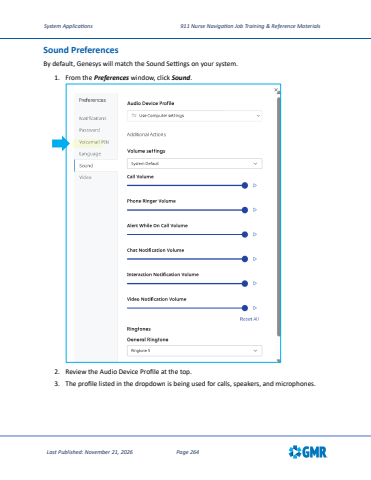 System Applications
911 Nurse Navigation Job Training & Reference Materials
Sound Preferences
By default, Genesys will match the Sound Settings on your system.
1. From the Preferences window, click Sound.
Preferences
Notifications
Password
Voicemail PIN
Language
Sound
Video
Audio Device Profile
Use Computer settings
Additional Actions
Volume settings
System Default
Call Volume
Phone Ringer Volume
Alert While On Call Volume
Chat Notification Volume
Interaction Notification Volume
Video Notification Volume
Reset All
Ringtones
General Ringtone
2. Review the Audio Device Profile at the top.
3. The profile listed in the dropdown is being used for calls, speakers, and microphones.
Last Published: November 21, 2026
Page 264
GMR